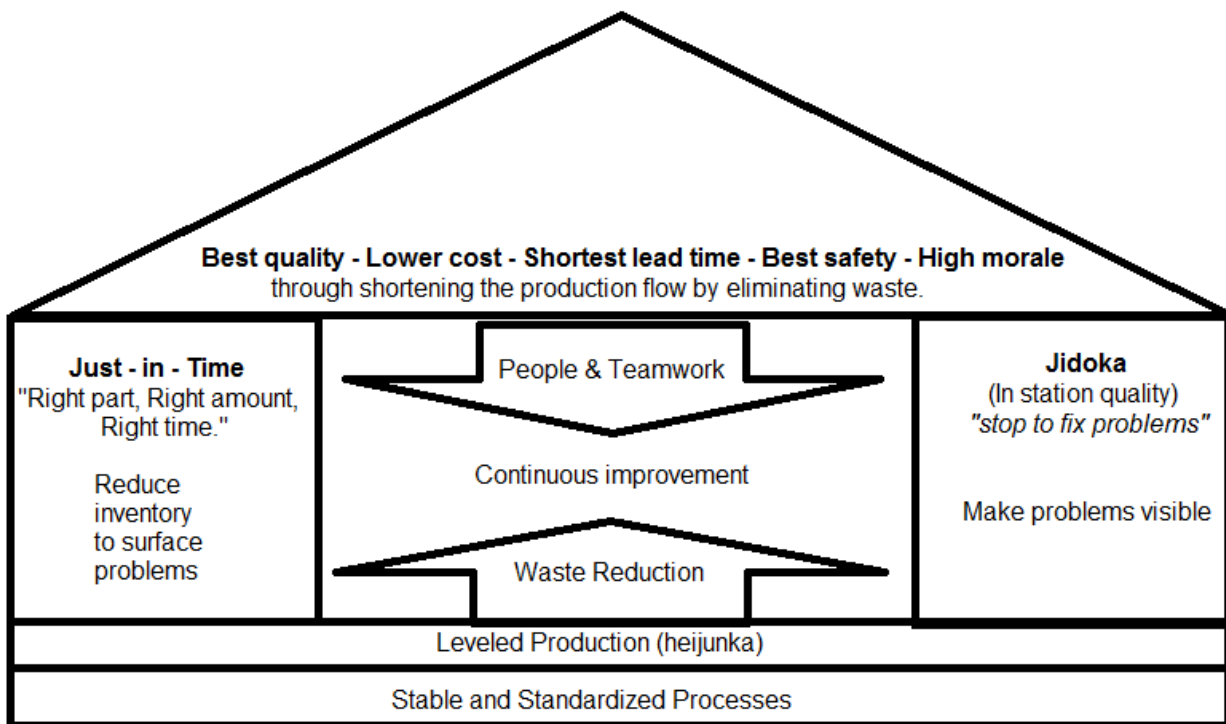 Best quality - Lower cost - Shortest lead time - Best safety - High morale
through shortening the production flow by eliminating waste.
Just - in - Time
"Right part, Right amount,
Right time."
Reduce
inventory
to surface
problems
People & Teamwork
Continuous improvement
Waste Reduction
Jidoka
(In station quality)
"stop to fix problems"
Make problems visible
Leveled Production (heijunka)
Stable and Standardized Processes